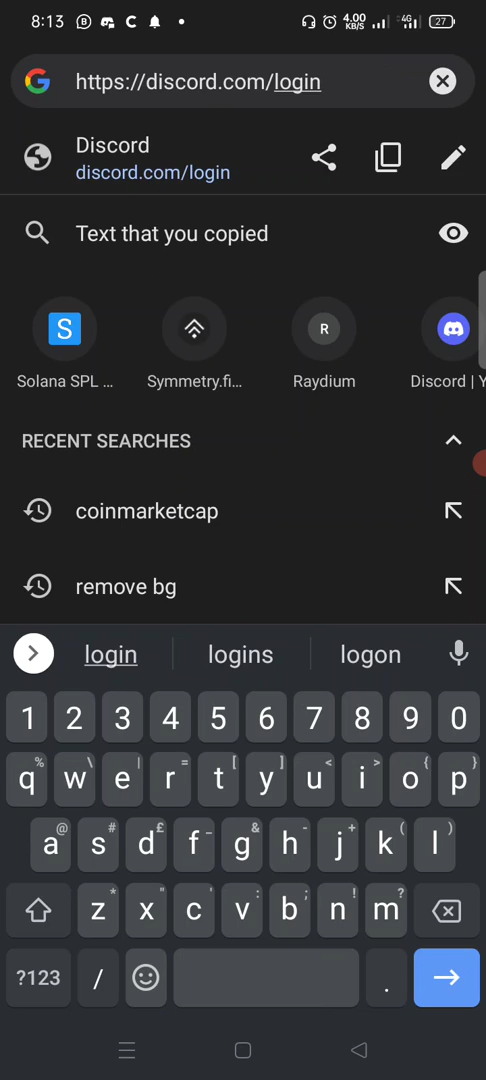 8:13 4.00 KB/S 4G 27
https://discord.com/login
Discord
discord.com/login
Text that you copied
S R
Solana SPL ... Symmetry.fi... Raydium Discord | Y
RECENT SEARCHES
coinmarketcap
remove bg
login logins logon
1 2 3 4 5 6 7 8 9 0
% \ | = [ ] < > { }
q w e r t y u i o p
@ # £ _ & - + ( )
a s d f g h j k l
* " ' : ; ! ?
z x c v b n m
?123 / .